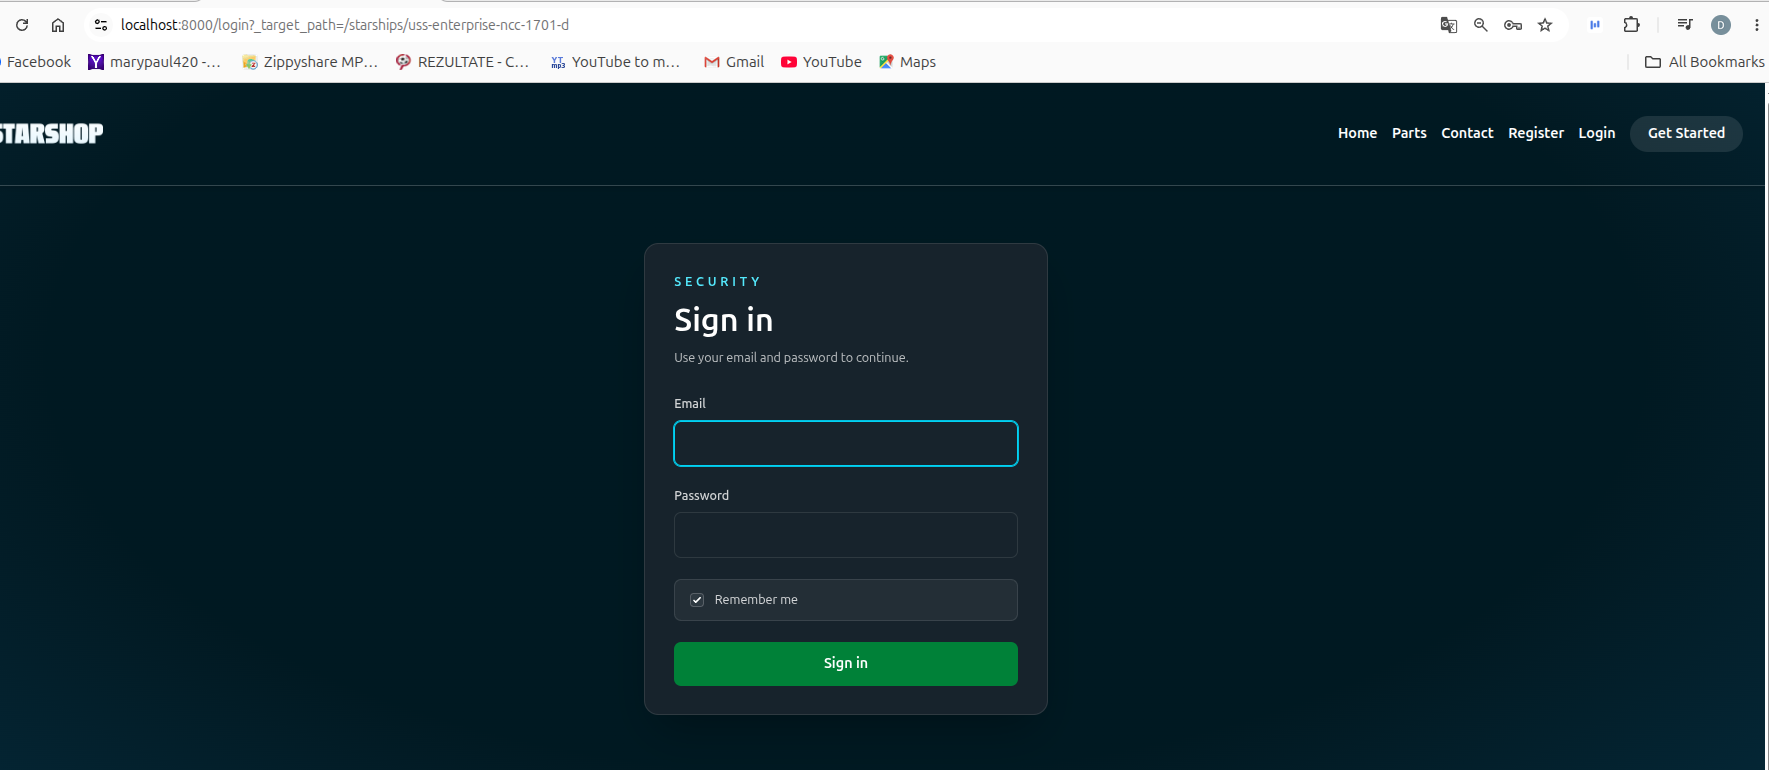 localhost:8000/login?_target_path=/starships/uss-enterprise-ncc-1701-d
D
Facebook marypaul420 -... Zippyshare MP... REZULTATE - C... YouTube to m... Gmail YouTube Maps All Bookmarks
STARSHOP
Home Parts Contact Register Login Get Started
SECURITY
Sign in
Use your email and password to continue.
Email
Password
Remember me
Sign in